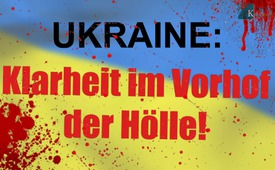 K
UKRAINE:
Klarheit im Vorhof
der Hölle!